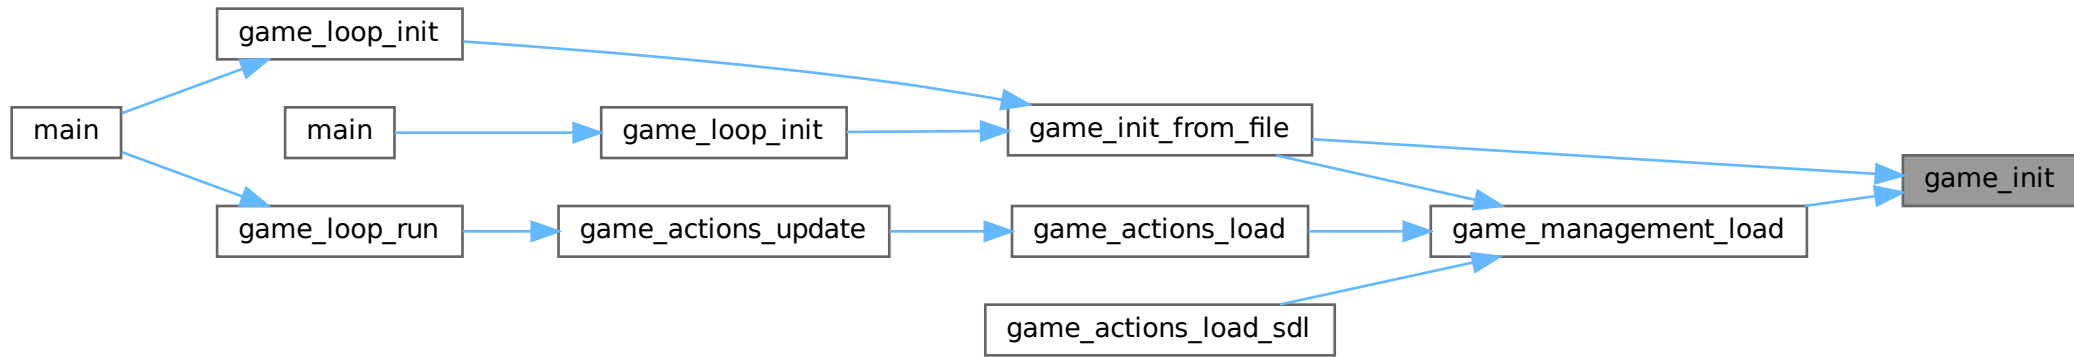 game_loop_init
main
main
game_loop_init
game_init_from_file
game_init
game_loop_run
game_actions_update
game_actions_load
game_management_load
game_actions_load_sdl